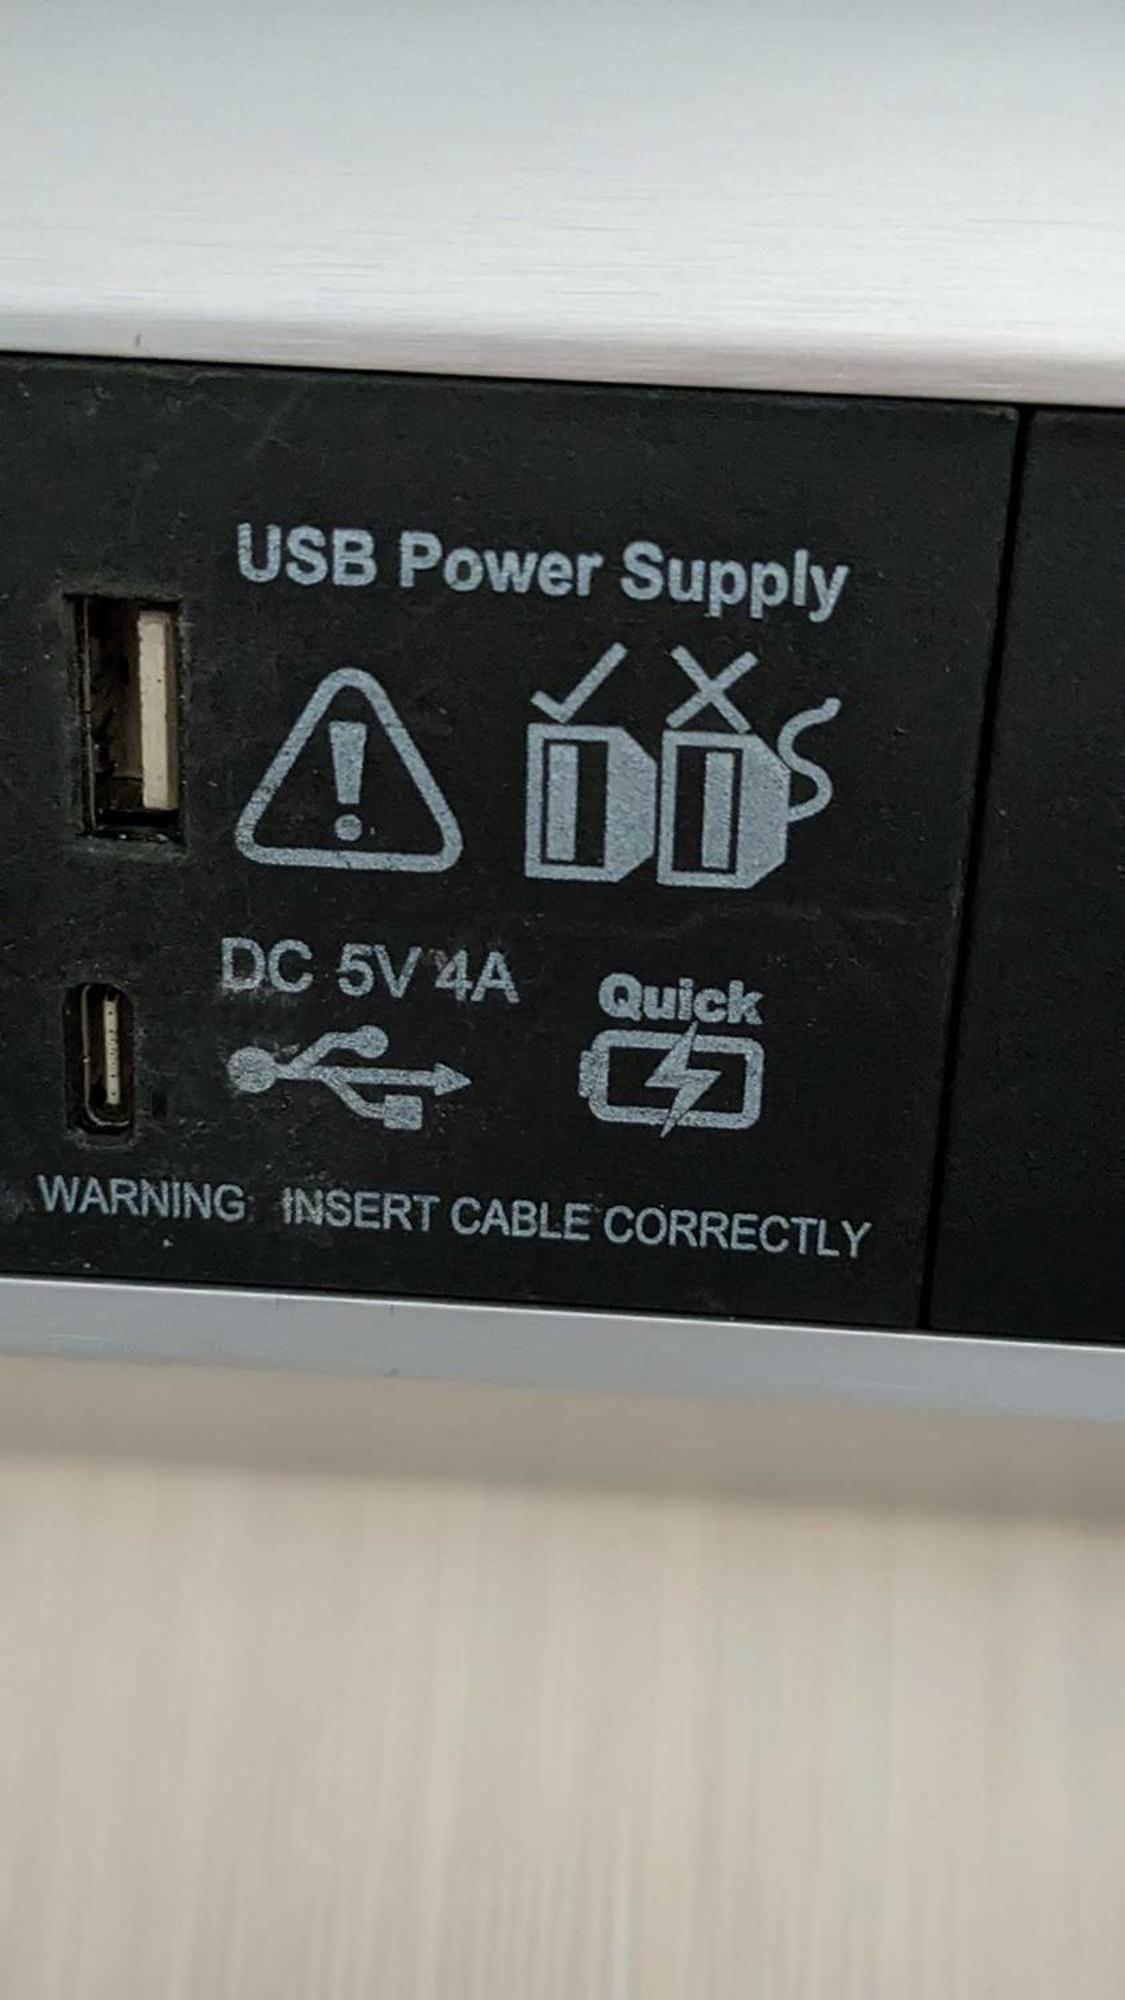 USB Power Supply
DC 5V 4A
Quick
WARNING: INSERT CABLE CORRECTLY